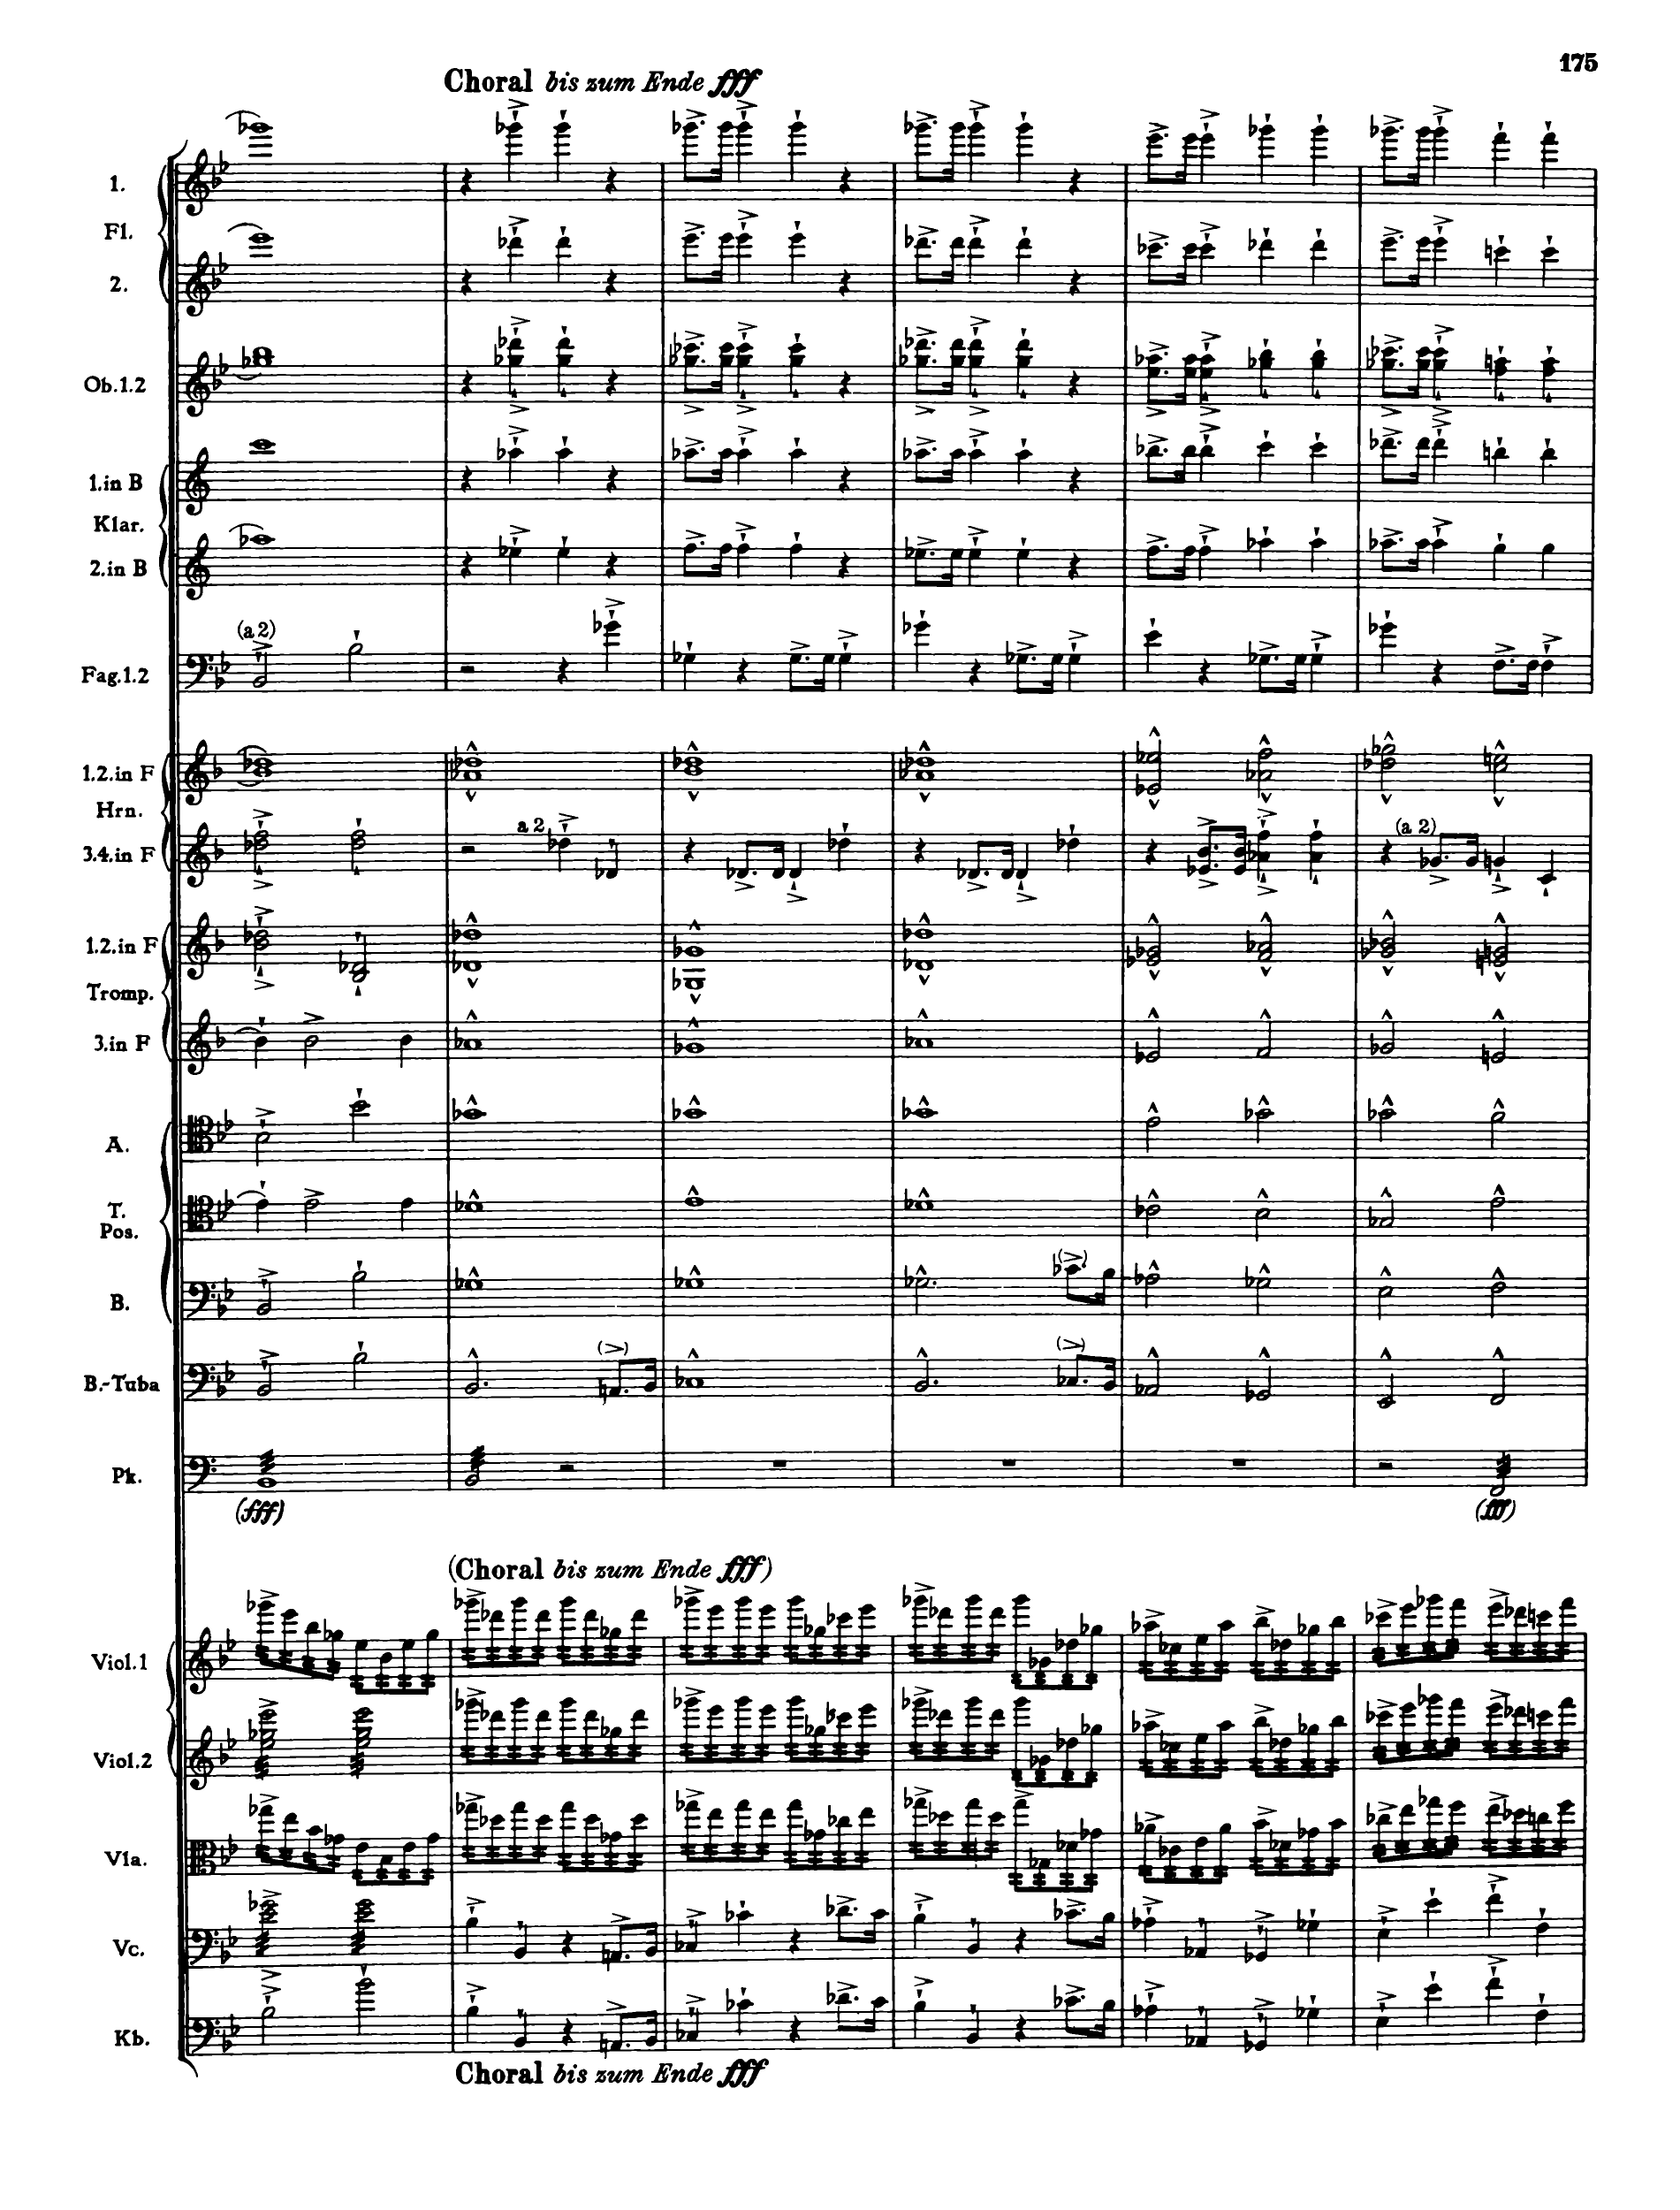 175
Choral bis zum Ende fff
1.
Fl.
2.
Ob.1.2
1.in B
Klar.
2.in B
(a 2)
Fag.1.2
1.2.in F
Hrn.
a 2
(a 2)
3.4.in F
1.2.in F
Tromp.
3.in F
A.
T.
Pos.
B.
B.-Tuba
Pk.
(fff)
(fff)
(Choral bis zum Ende fff)
Viol.1
Viol.2
Vla.
Vc.
Kb.
Choral bis zum Ende fff